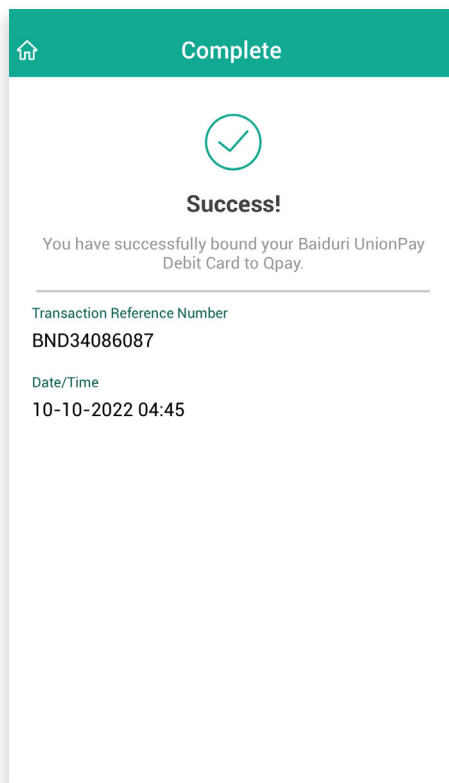 Complete
Success!
You have successfully bound your Baiduri UnionPay
Debit Card to Qpay.
Transaction Reference Number
BND34086087
Date/Time
10-10-2022 04:45